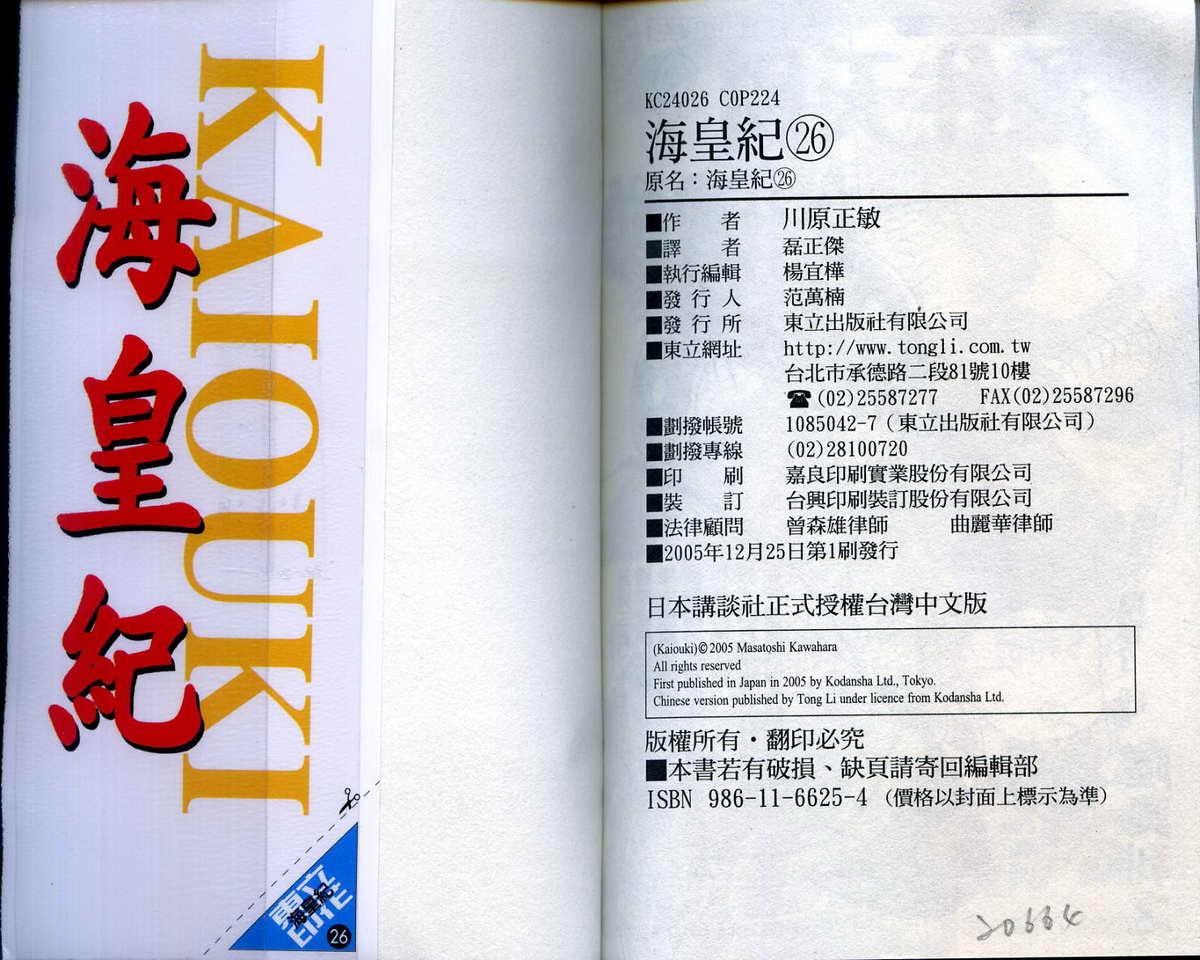 海皇紀
KAIOUKI
東立
海皇紀
印花
26
KC24026 C0P224
海皇紀㉖
原名：海皇紀㉖
■作　者　川原正敏
■譯　者　磊正傑
■執行編輯　楊宜樺
■發行人　范萬楠
■發行所　東立出版社有限公司
■東立網址　http://www.tongli.com.tw
台北市承德路二段81號10樓
☎(02)25587277　FAX(02)25587296
■劃撥帳號　1085042-7（東立出版社有限公司）
■劃撥專線　(02)28100720
■印　刷　嘉良印刷實業股份有限公司
■裝　訂　台興印刷裝訂股份有限公司
■法律顧問　曾森雄律師　曲麗華律師
■2005年12月25日第1刷發行
日本講談社正式授權台灣中文版
(Kaiouki)©2005 Masatoshi Kawahara
All rights reserved
First published in Japan in 2005 by Kodansha Ltd., Tokyo.
Chinese version published by Tong Li under licence from Kodansha Ltd.
版權所有・翻印必究
■本書若有破損、缺頁請寄回編輯部
ISBN 986-11-6625-4（價格以封面上標示為準）
20664